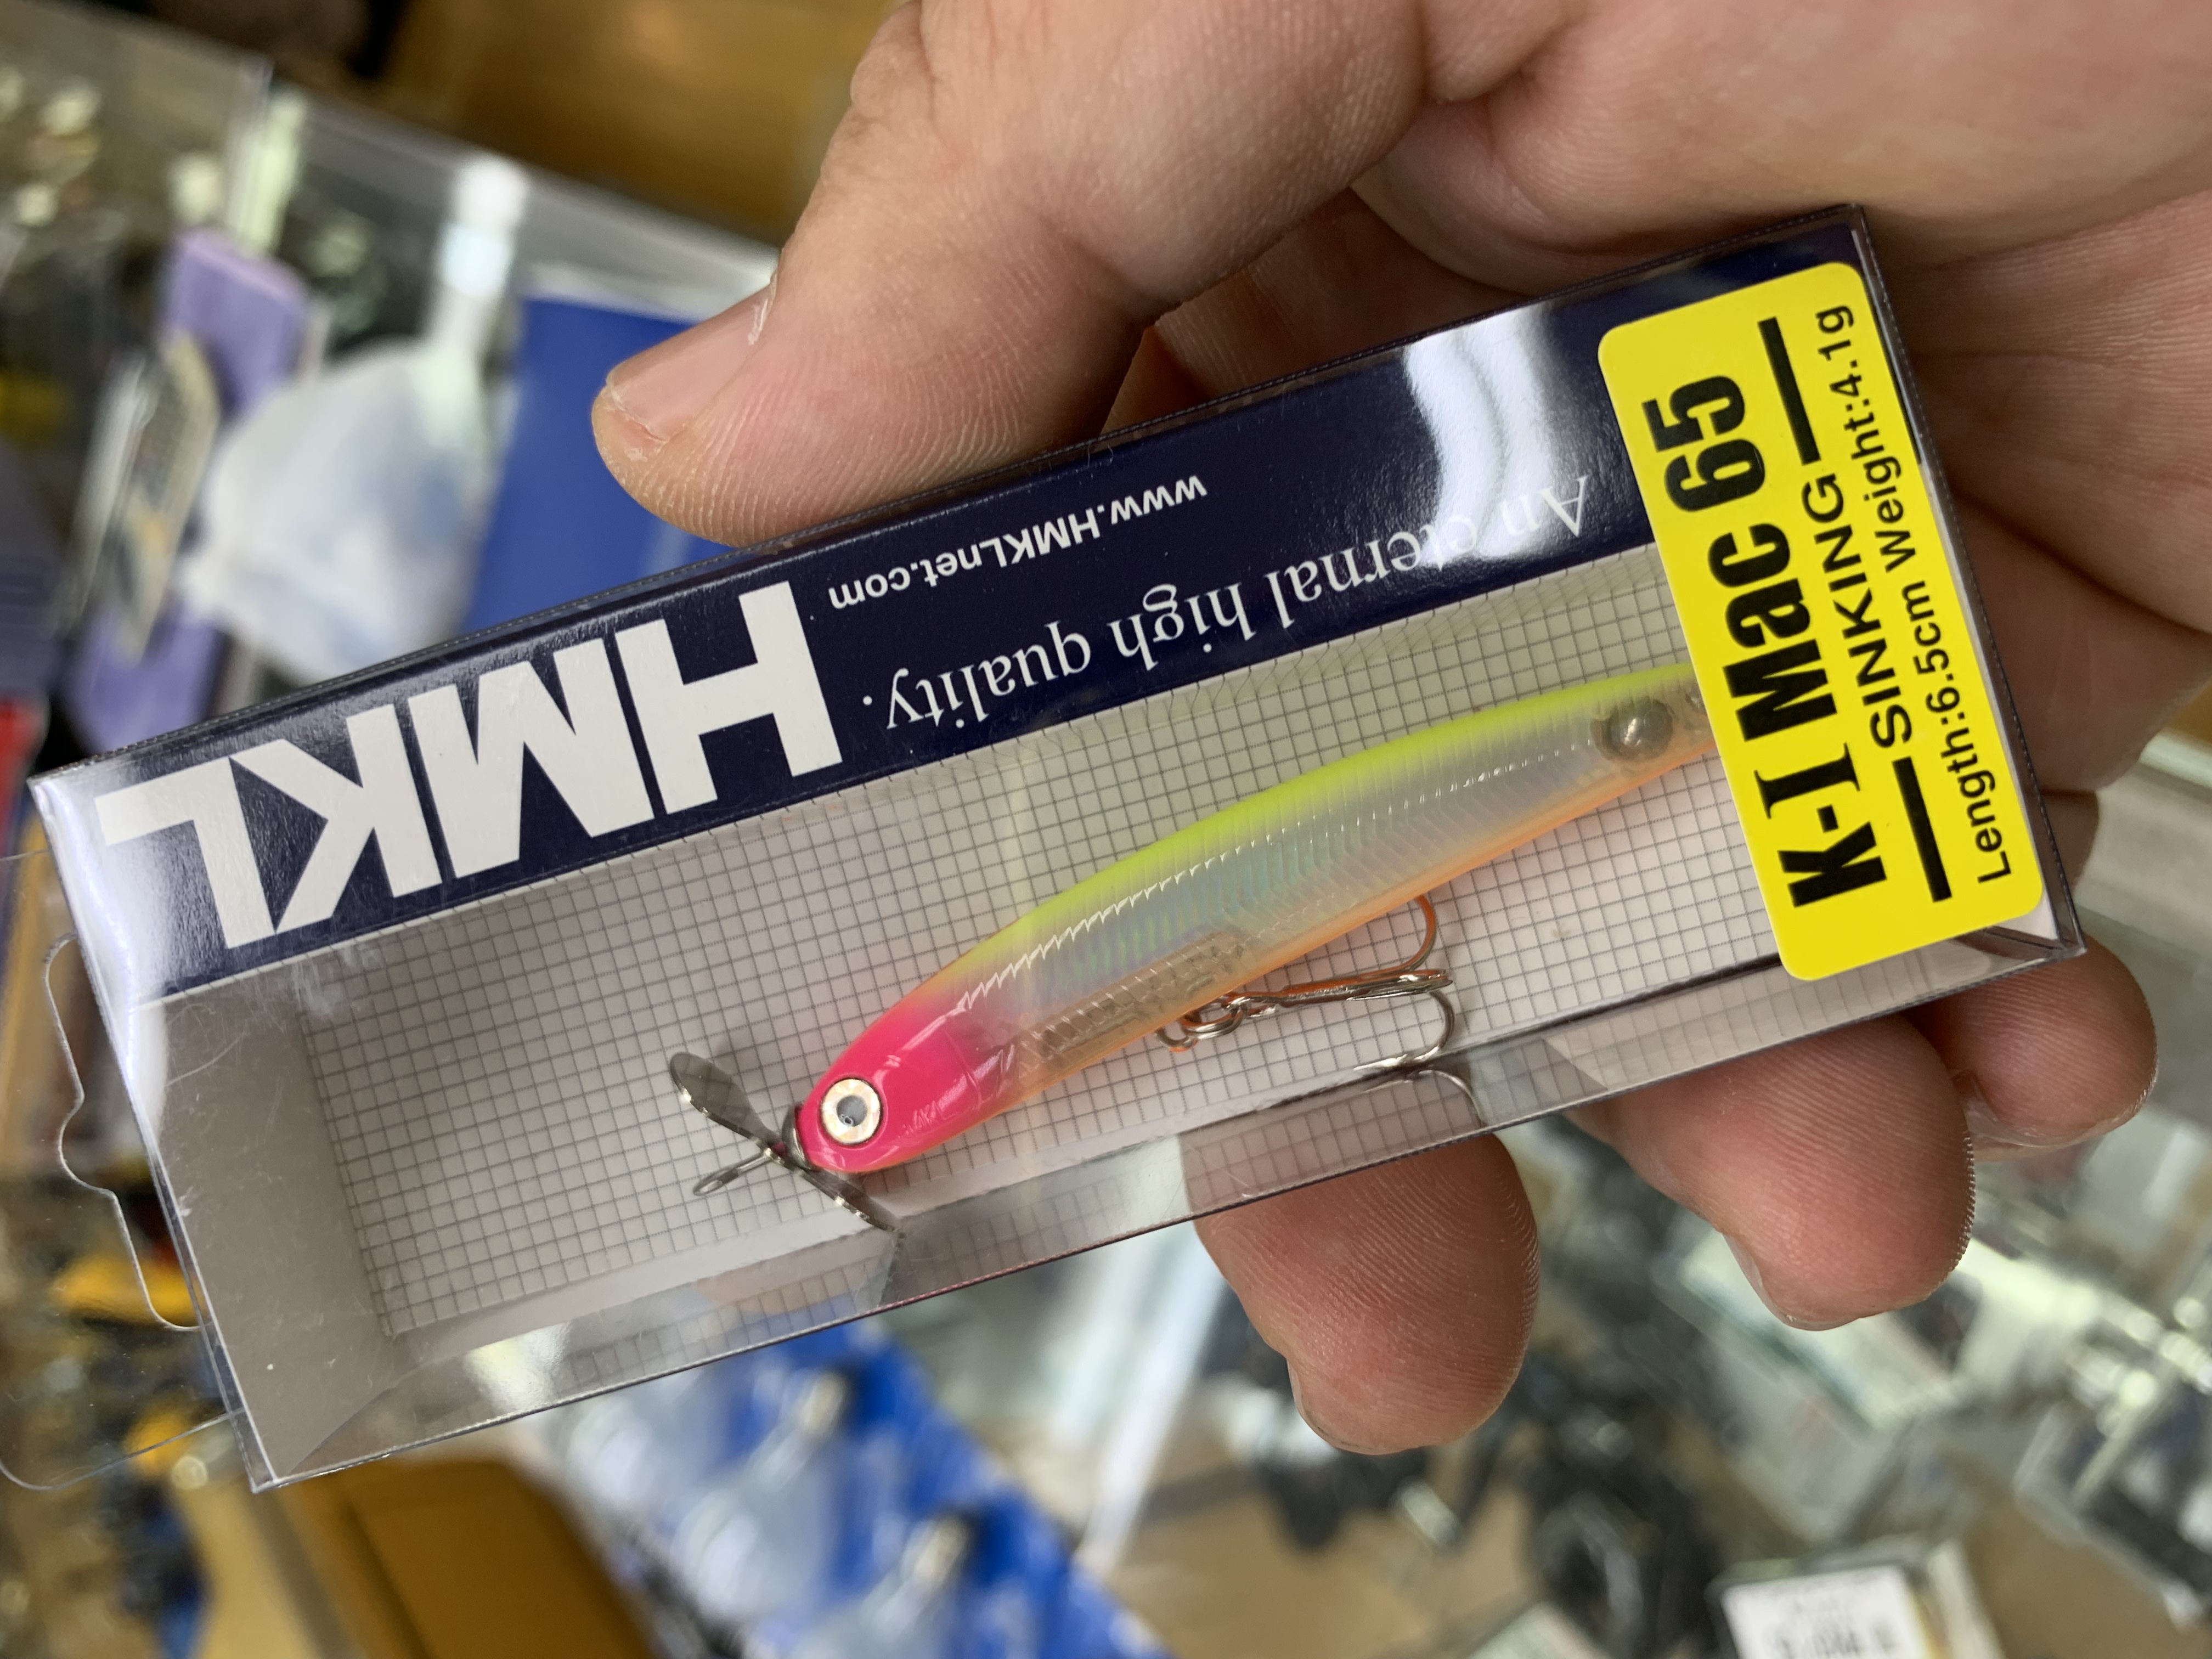 HMKL
www.HMKLnet.com
An eternal high quality.
K-I Mac 65
SINKING
Length:6.5cm Weight:4.1g